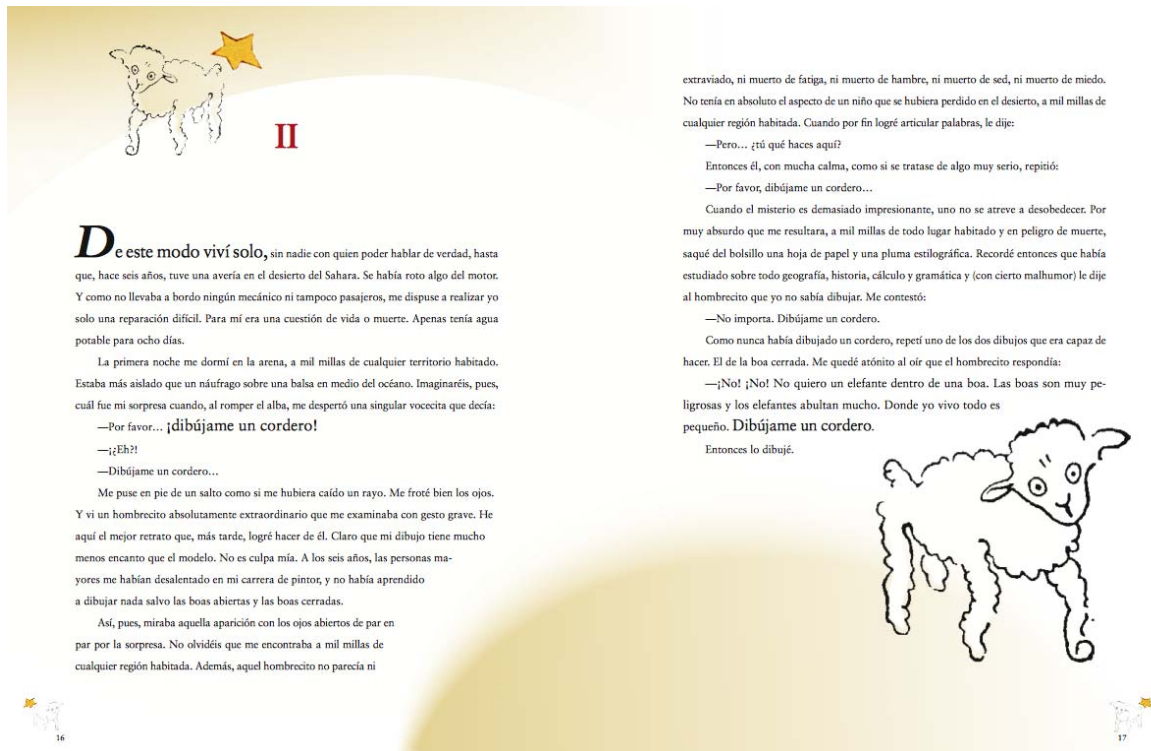 II
De este modo viví solo, sin nadie con quien poder hablar de verdad, hasta
que, hace seis años, tuve una avería en el desierto del Sahara. Se había roto algo del motor.
Y como no llevaba a bordo ningún mecánico ni tampoco pasajeros, me dispuse a realizar yo
solo una reparación difícil. Para mí era una cuestión de vida o muerte. Apenas tenía agua
potable para ocho días.
La primera noche me dormí en la arena, a mil millas de cualquier territorio habitado.
Estaba más aislado que un náufrago sobre una balsa en medio del océano. Imaginaréis, pues,
cuál fue mi sorpresa cuando, al romper el alba, me despertó una singular vocecita que decía:
—Por favor... ¡dibújame un cordero!
—¡¿Eh?!
—Dibújame un cordero...
Me puse en pie de un salto como si me hubiera caído un rayo. Me froté bien los ojos.
Y vi un hombrecito absolutamente extraordinario que me examinaba con gesto grave. He
aquí el mejor retrato que, más tarde, logré hacer de él. Claro que mi dibujo tiene mucho
menos encanto que el modelo. No es culpa mía. A los seis años, las personas ma-
yores me habían desalentado en mi carrera de pintor, y no había aprendido
a dibujar nada salvo las boas abiertas y las boas cerradas.
Así, pues, miraba aquella aparición con los ojos abiertos de par en
par por la sorpresa. No olvidéis que me encontraba a mil millas de
cualquier región habitada. Además, aquel hombrecito no parecía ni
16
extraviado, ni muerto de fatiga, ni muerto de hambre, ni muerto de sed, ni muerto de miedo.
No tenía en absoluto el aspecto de un niño que se hubiera perdido en el desierto, a mil millas de
cualquier región habitada. Cuando por fin logré articular palabras, le dije:
—Pero... ¿tú qué haces aquí?
Entonces él, con mucha calma, como si se tratase de algo muy serio, repitió:
—Por favor, dibújame un cordero...
Cuando el misterio es demasiado impresionante, uno no se atreve a desobedecer. Por
muy absurdo que me resultara, a mil millas de todo lugar habitado y en peligro de muerte,
saqué del bolsillo una hoja de papel y una pluma estilográfica. Recordé entonces que había
estudiado sobre todo geografía, historia, cálculo y gramática y (con cierto malhumor) le dije
al hombrecito que yo no sabía dibujar. Me contestó:
—No importa. Dibújame un cordero.
Como nunca había dibujado un cordero, repetí uno de los dos dibujos que era capaz de
hacer. El de la boa cerrada. Me quedé atónito al oír que el hombrecito respondía:
—¡No! ¡No! No quiero un elefante dentro de una boa. Las boas son muy pe-
ligrosas y los elefantes abultan mucho. Donde yo vivo todo es
pequeño. Dibújame un cordero.
Entonces lo dibujé.
17